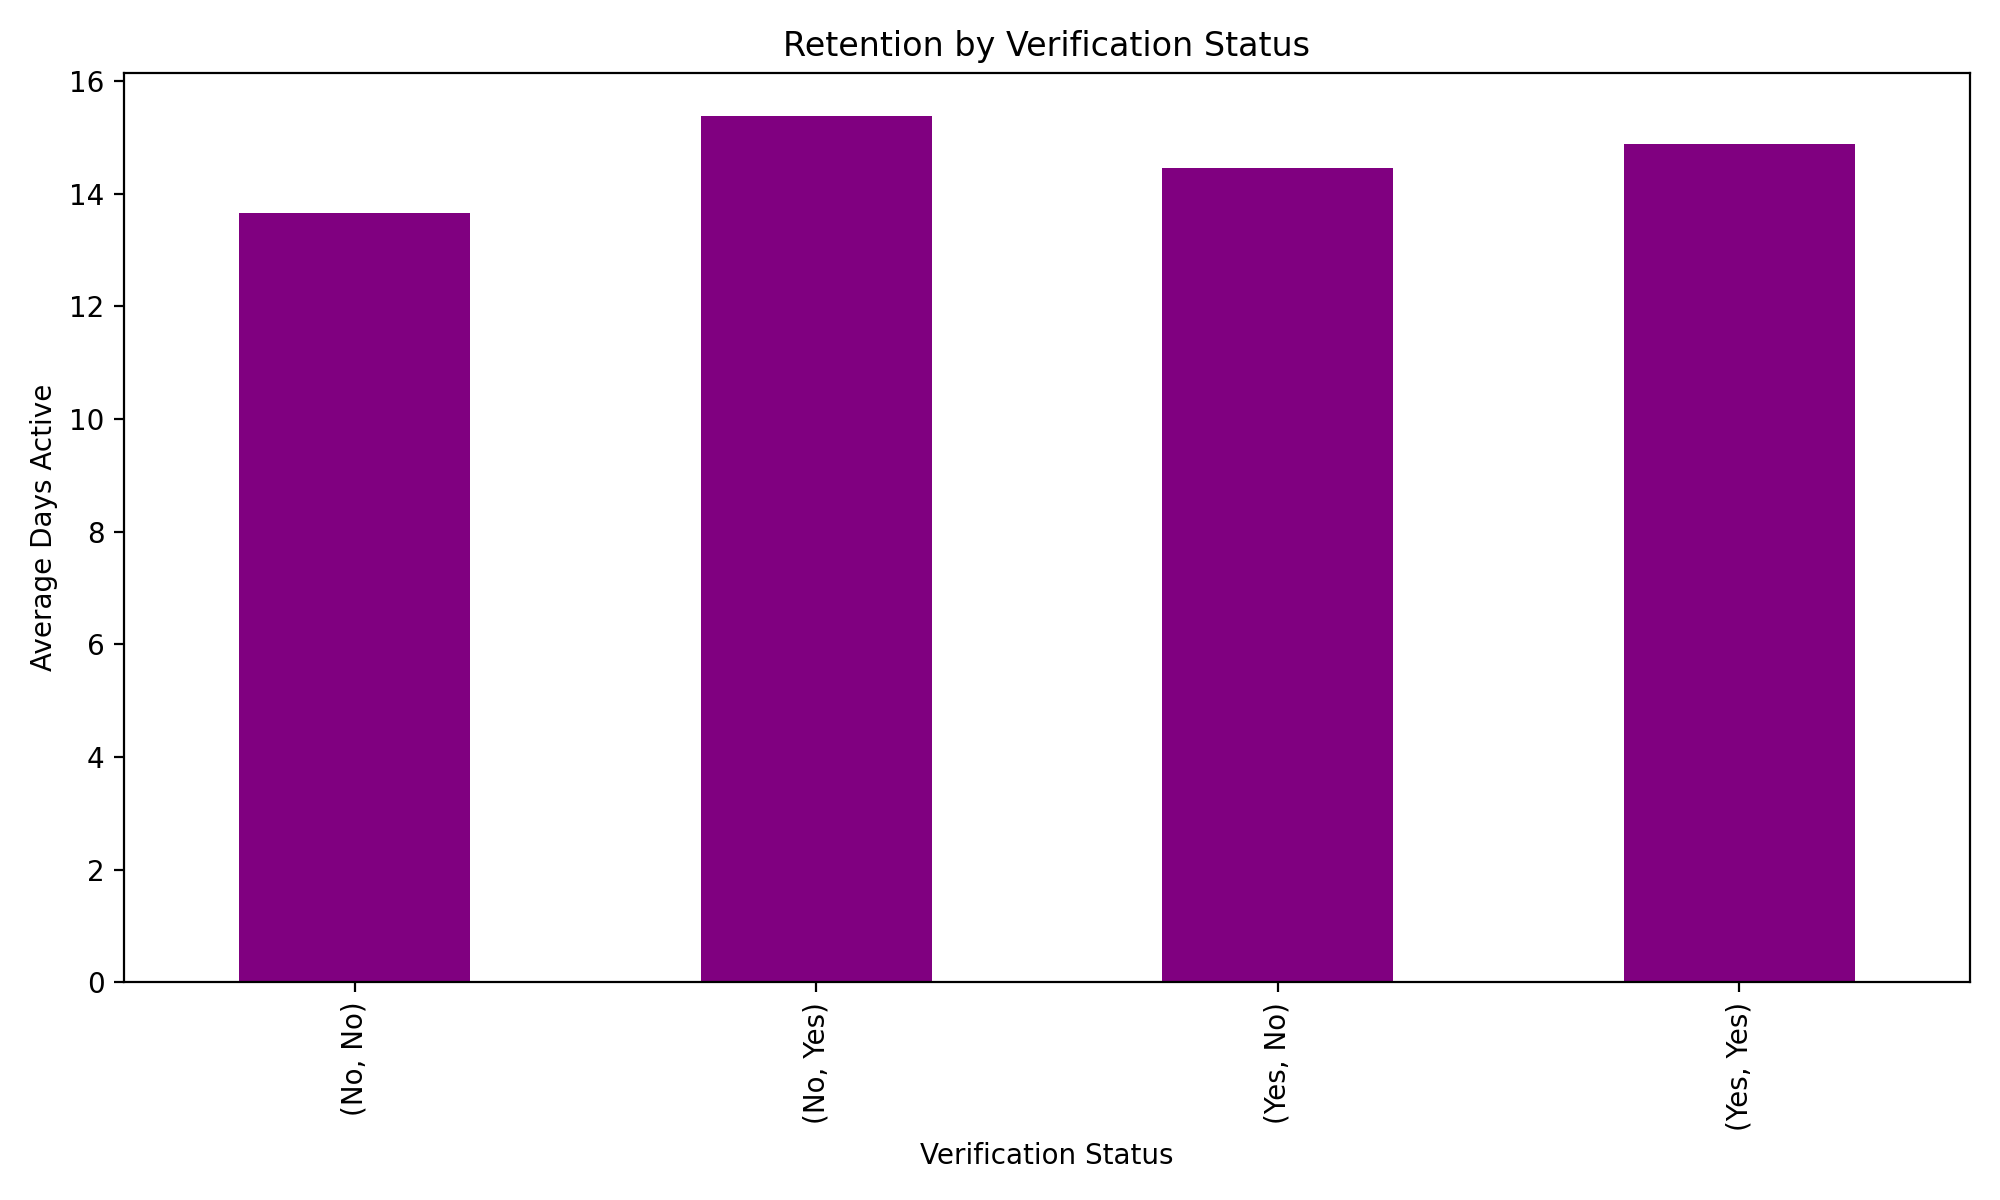 Retention by Verification Status
16
14
12
10
8
6
4
2
0
Average Days Active
(No, No)
(No, Yes)
(Yes, No)
(Yes, Yes)
Verification Status